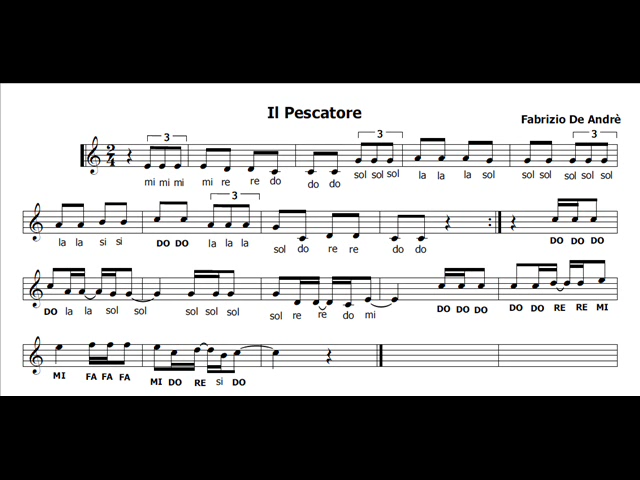 Il Pescatore
Fabrizio De Andrè
3 3 3
2
4
mi mi mi mi re re do do do sol sol sol la la la sol sol sol sol sol sol
3
la la si si DO DO la la la sol do re re do do DO DO DO
DO la la sol sol sol sol sol sol re re do mi DO DO DO DO DO RE RE MI
MI FA FA FA MI DO RE si DO